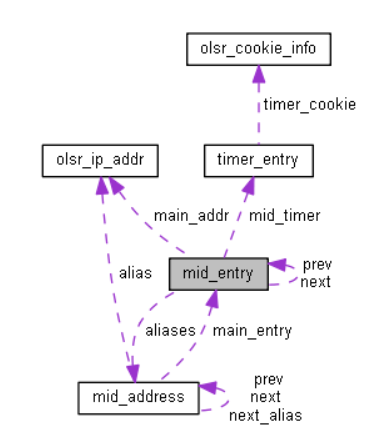 olsr_cookie_info
timer_cookie
olsr_ip_addr
timer_entry
main_addr
mid_timer
alias
mid_entry
prev
next
aliases
main_entry
mid_address
prev
next
next_alias